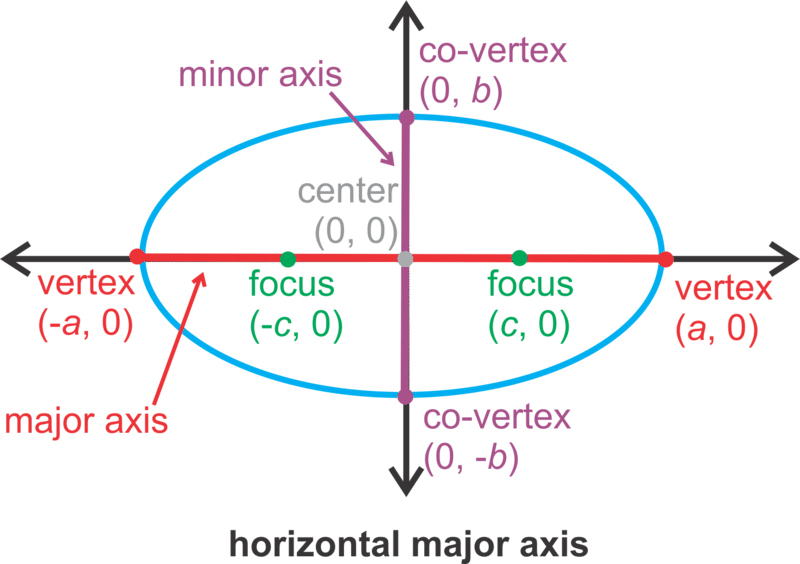 co-vertex
(0, b)
minor axis
center
(0, 0)
vertex
(-a, 0)
focus
(-c, 0)
focus
(c, 0)
vertex
(a, 0)
major axis
co-vertex
(0, -b)
horizontal major axis